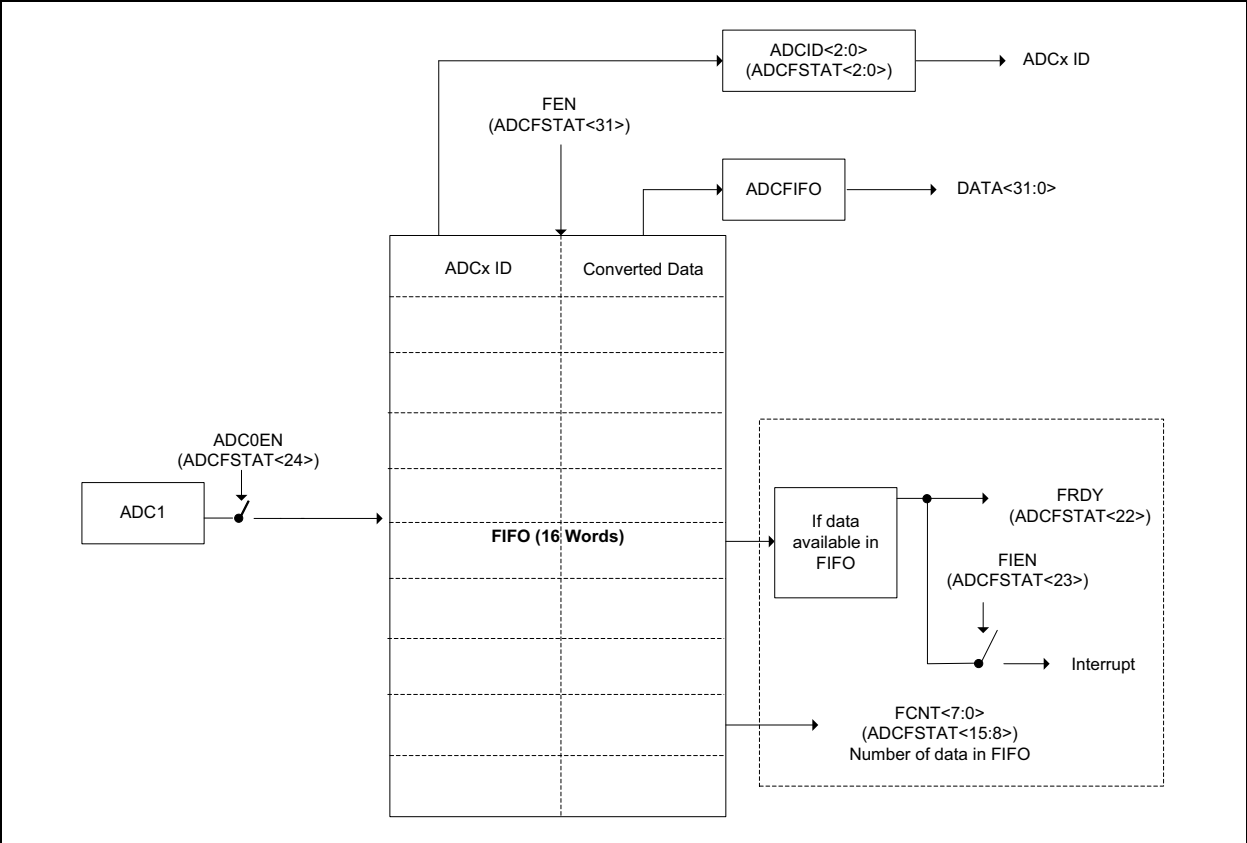 ADCID<2:0>
(ADCFSTAT<2:0>)
ADCx ID
FEN
(ADCFSTAT<31>)
ADCFIFO
DATA<31:0>
ADCx ID
Converted Data
ADC0EN
(ADCFSTAT<24>)
ADC1
FIFO (16 Words)
If data
available in
FIFO
FRDY
(ADCFSTAT<22>)
FIEN
(ADCFSTAT<23>)
Interrupt
FCNT<7:0>
(ADCFSTAT<15:8>)
Number of data in FIFO